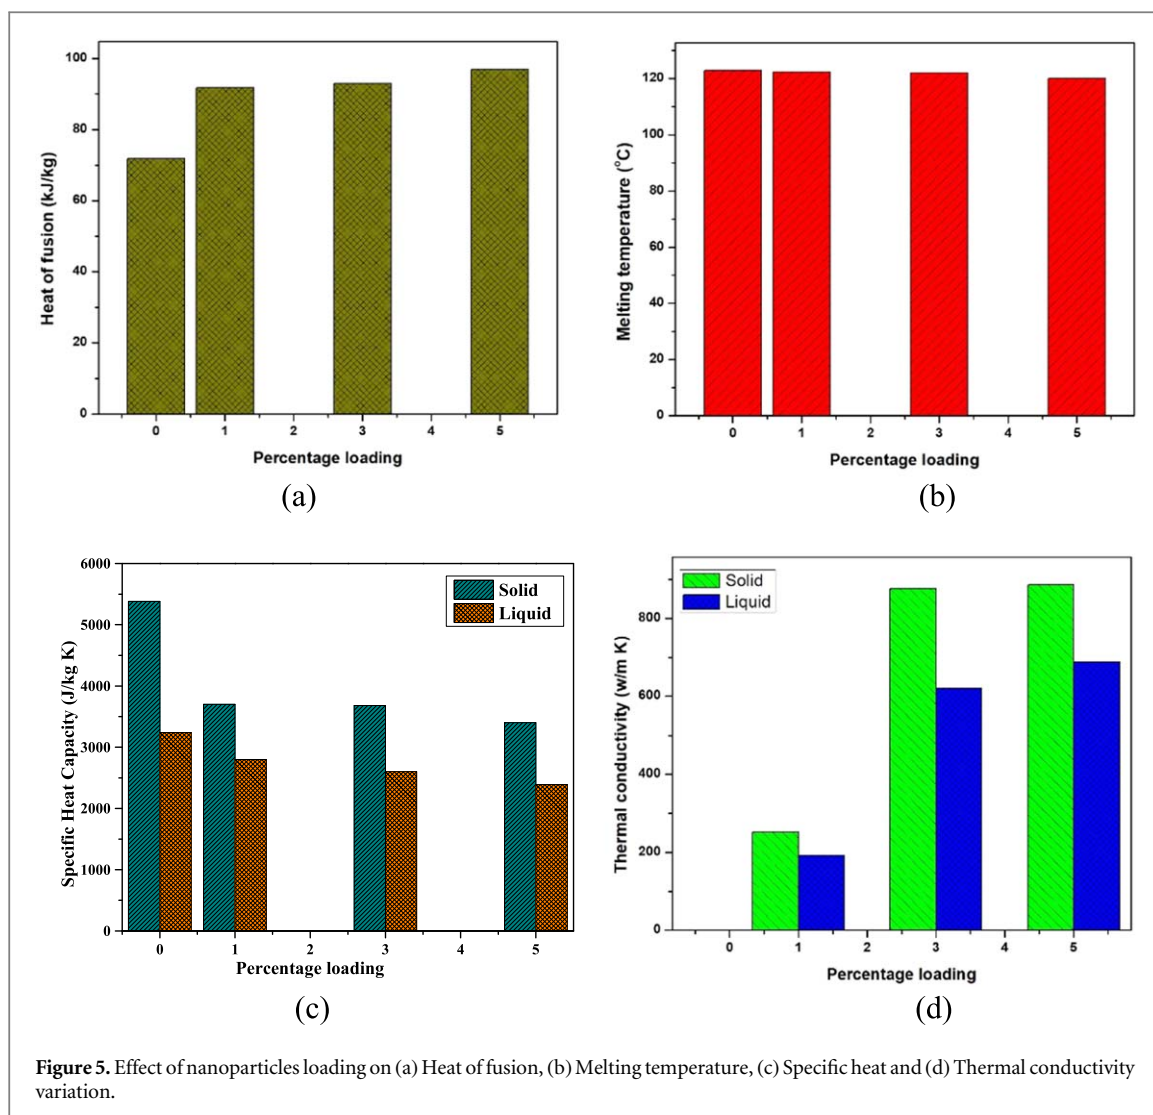 100
80
60
40
20
0
Heat of fusion (kJ/kg)
0 1 2 3 4 5
Percentage loading
(a)
120
100
80
60
40
20
0
Melting temperature (°C)
0 1 2 3 4 5
Percentage loading
(b)
6000
5000
4000
3000
2000
1000
0
Specific Heat Capacity (J/kg K)
Solid
Liquid
0 1 2 3 4 5
Percentage loading
(c)
800
600
400
200
0
Thermal conductivity (w/m K)
Solid
Liquid
0 1 2 3 4 5
Percentage loading
(d)
Figure 5. Effect of nanoparticles loading on (a) Heat of fusion, (b) Melting temperature, (c) Specific heat and (d) Thermal conductivity
variation.